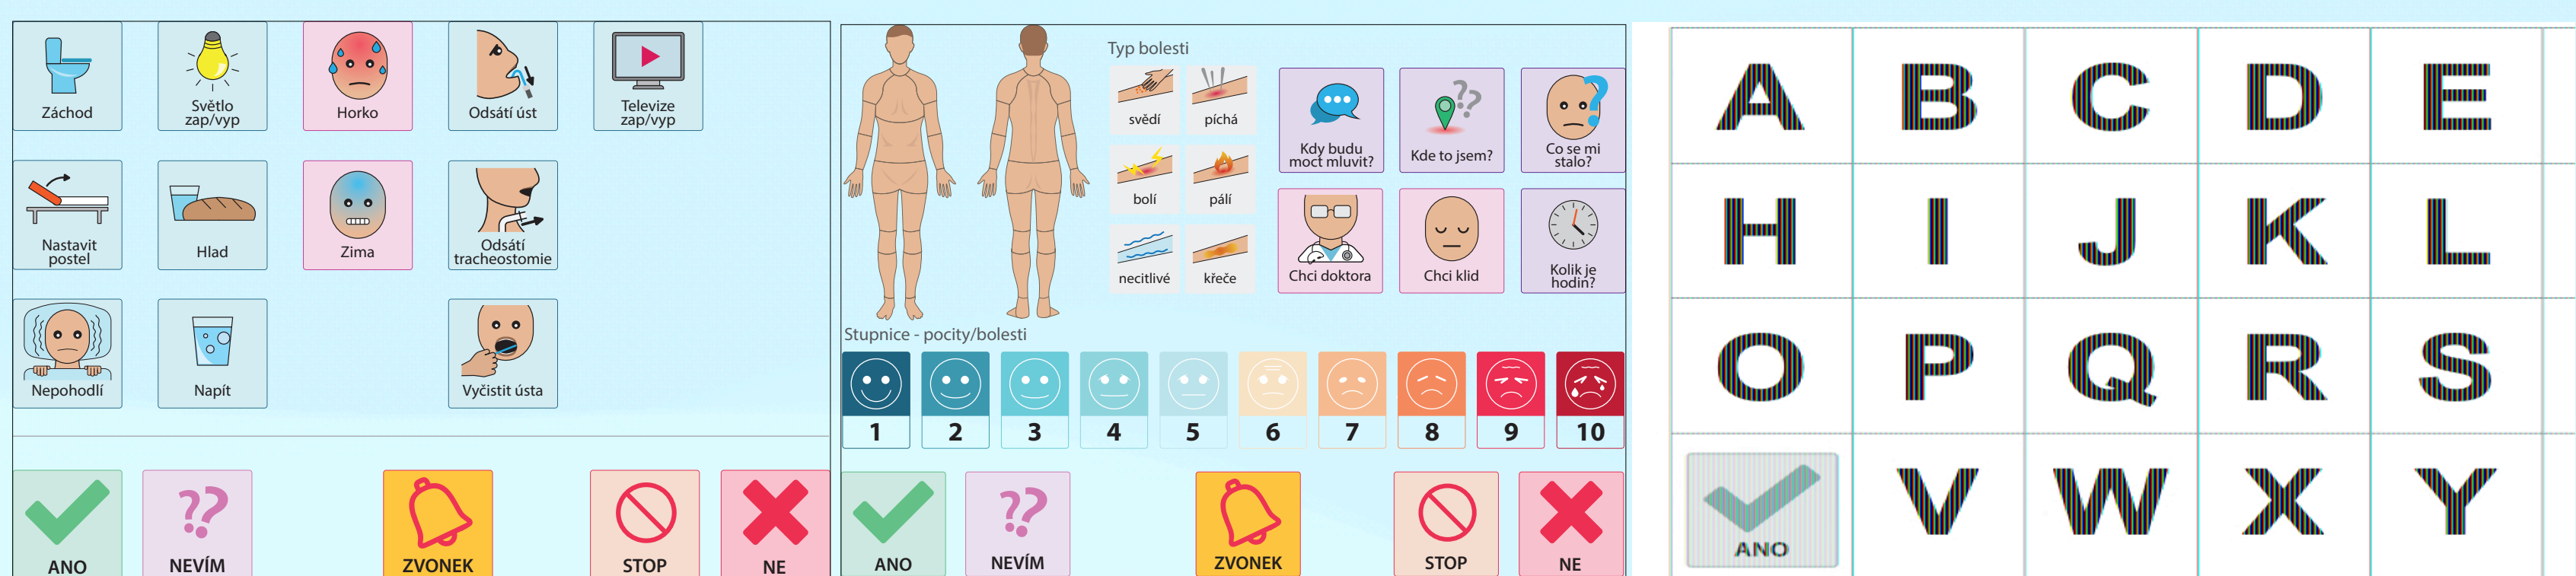 Záchod
Světlo
zap/vyp
Horko
Odsátí úst
Televize
zap/vyp
Nastavit
postel
Hlad
Zima
Odsátí
tracheostomie
Nepohodlí
Napít
Vyčistit ústa
ANO
NEVÍM
ZVONEK
STOP
NE
Typ bolesti
svědí
píchá
bolí
pálí
necitlivé
křeče
Kdy budu
moct mluvit?
Kde to jsem?
Co se mi
stalo?
Chci doktora
Chci klid
Kolik je
hodin?
Stupnice - pocity/bolesti
1 2 3 4 5 6 7 8 9 10
ANO
NEVÍM
ZVONEK
STOP
NE
A B C D E
H I J K L
O P Q R S
ANO V W X Y